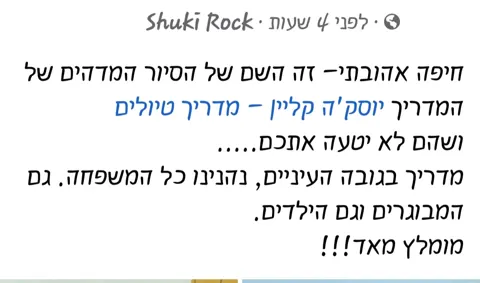 Shuki Rock · לפני 4 שעות ·
חיפה אהובתי– זה השם של הסיור המדהים של
המדריך יוסק'ה קליין – מדריך טיולים
ושהם לא יטעה אתכם.....
מדריך בגובה העיניים, נהנינו כל המשפחה. גם
המבוגרים וגם הילדים.
מומלץ מאד!!!